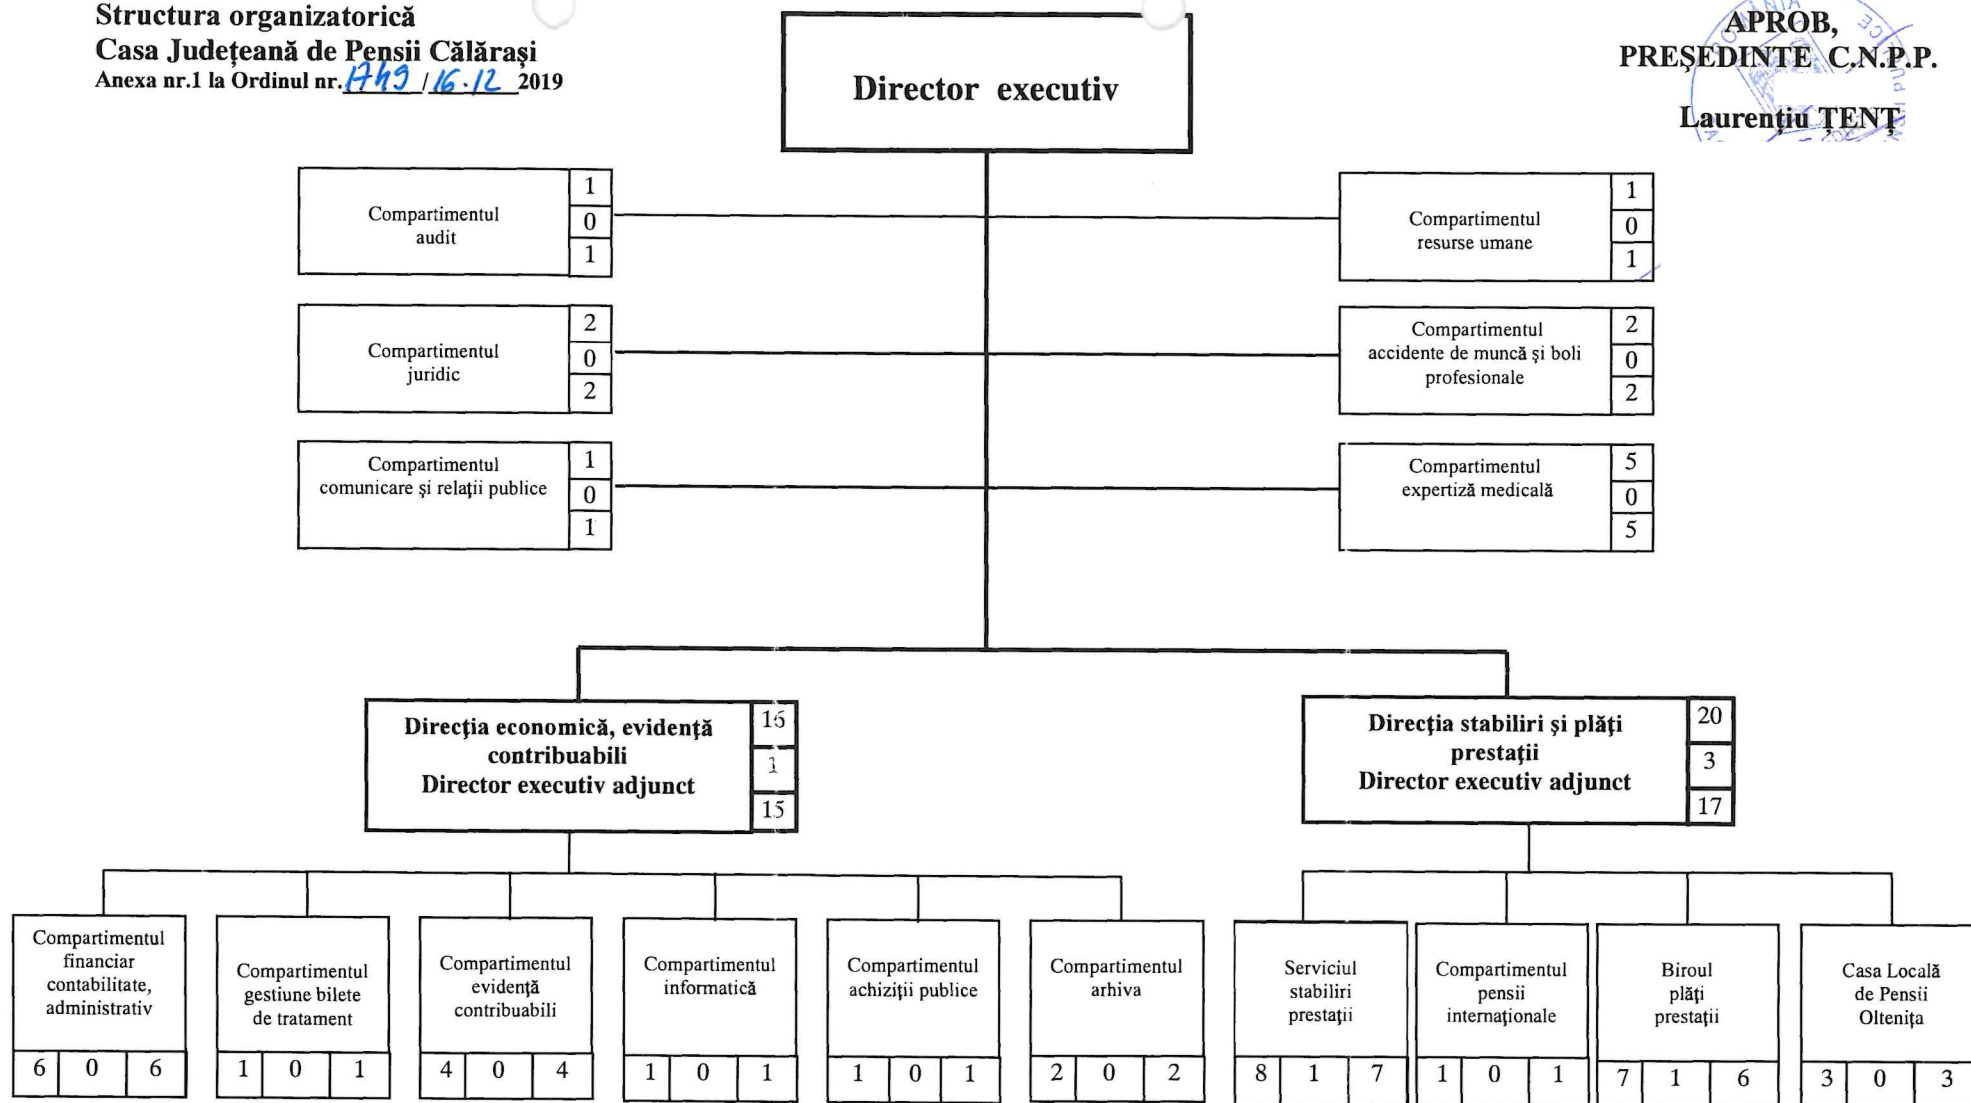 Structura organizatorică
Casa Județeană de Pensii Călărași
Anexa nr.1 la Ordinul nr. 1749 / 16.12 2019
Director executiv
APROB,
PREŞEDINTE C.N.P.P.
Laurențiu ȚENȚ
ROMÂNIA
Compartimentul
audit
1
0
1
Compartimentul
resurse umane
1
0
1
Compartimentul
juridic
2
0
2
Compartimentul
accidente de muncă și boli
profesionale
2
0
2
Compartimentul
comunicare și relații publice
1
0
1
Compartimentul
expertiză medicală
5
0
5
Direcția economică, evidență
contribuabili
Director executiv adjunct
16
1
15
Direcția stabiliri și plăți
prestații
Director executiv adjunct
20
3
17
Compartimentul
financiar
contabilitate,
administrativ
6 0 6
Compartimentul
gestiune bilete
de tratament
1 0 1
Compartimentul
evidență
contribuabili
4 0 4
Compartimentul
informatică
1 0 1
Compartimentul
achiziții publice
1 0 1
Compartimentul
arhiva
2 0 2
Serviciul
stabiliri
prestații
8 1 7
Compartimentul
pensii
internaționale
1 0 1
Biroul
plăți
prestații
7 1 6
Casa Locală
de Pensii
Oltenița
3 0 3